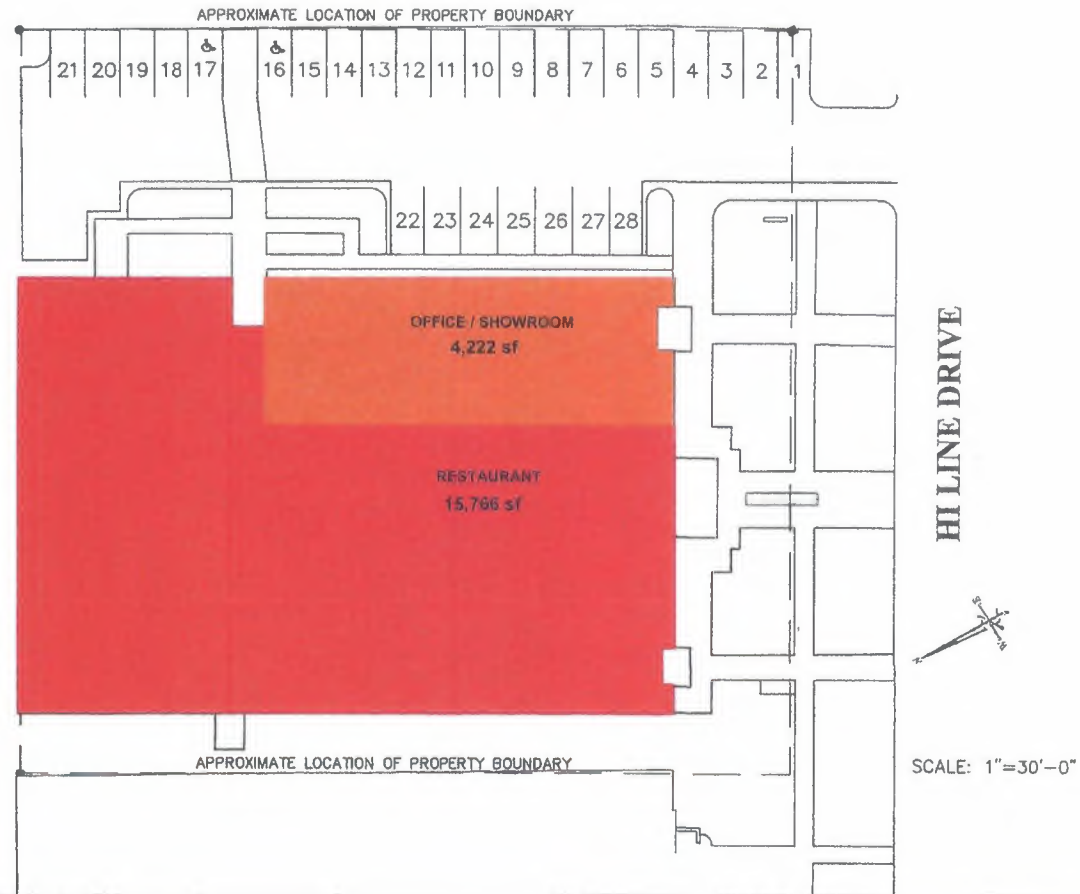 APPROXIMATE LOCATION OF PROPERTY BOUNDARY
21 20 19 18 17 16 15 14 13 12 11 10 9 8 7 6 5 4 3 2 1
22 23 24 25 26 27 28
OFFICE / SHOWROOM
4,222 sf
RESTAURANT
15,766 sf
HI LINE DRIVE
APPROXIMATE LOCATION OF PROPERTY BOUNDARY
SCALE: 1"=30'-0"